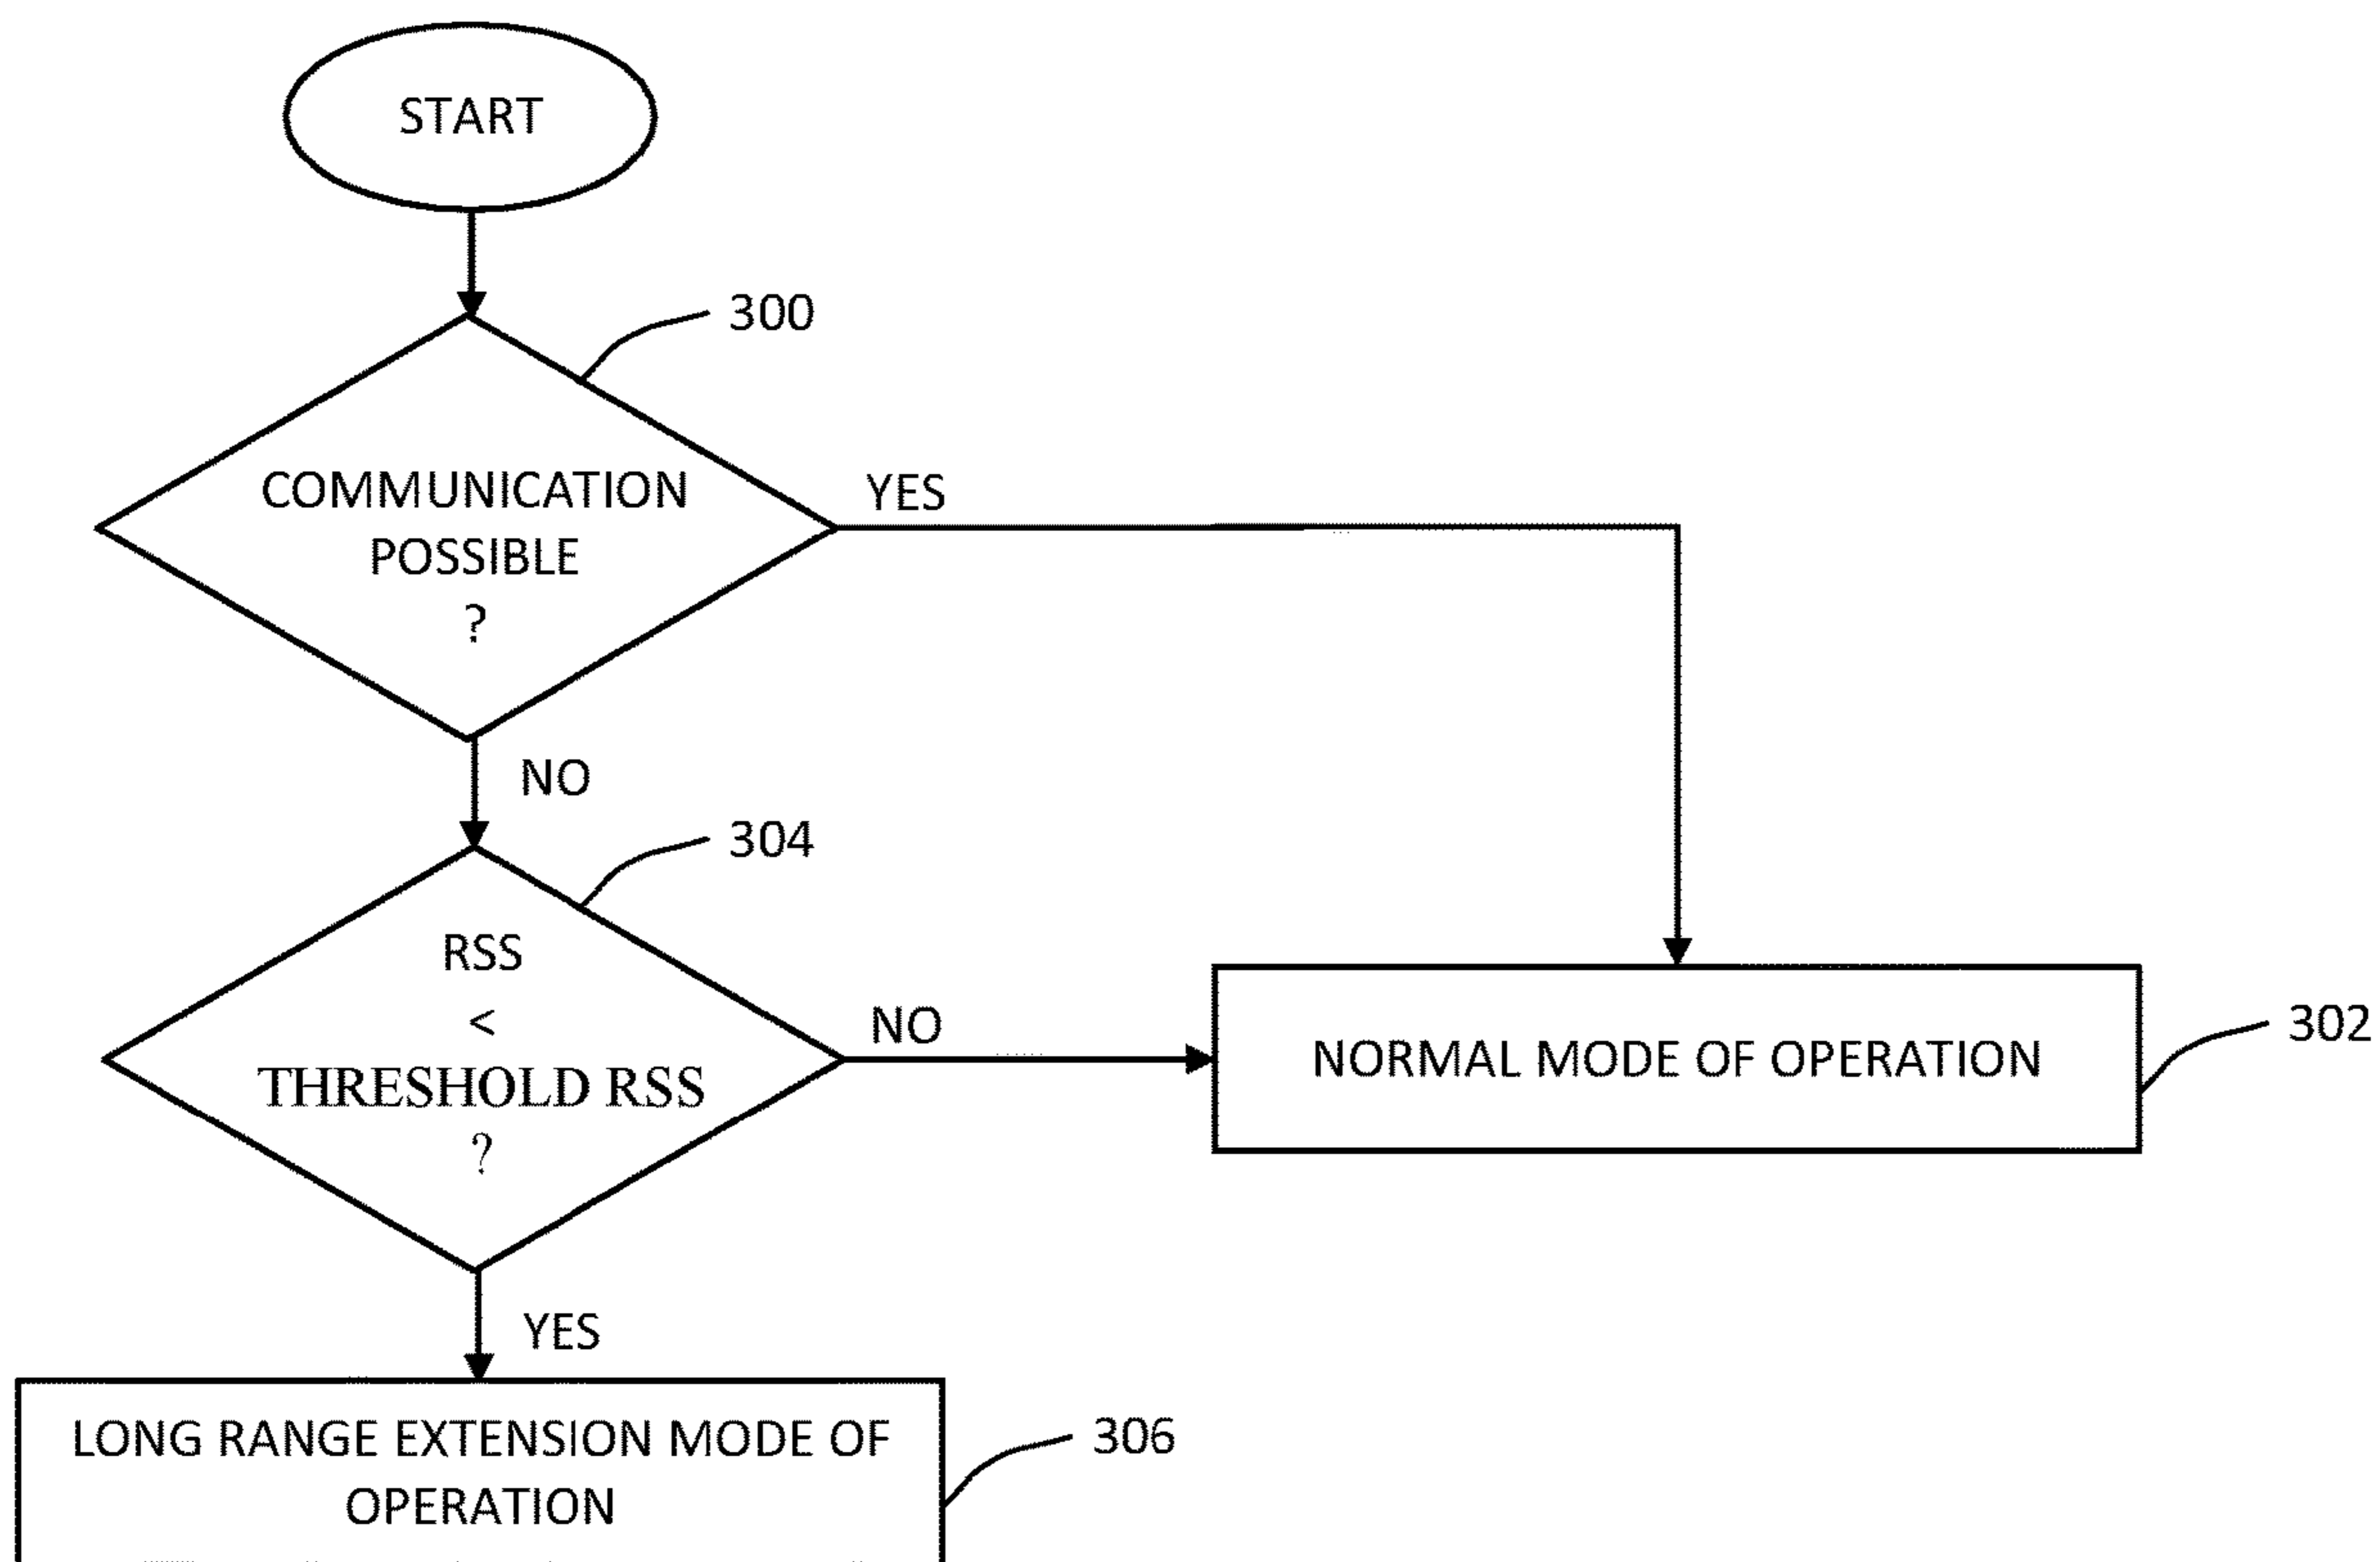 START
300
COMMUNICATION
POSSIBLE
?
YES
NO
304
RSS
<
THRESHOLD RSS
?
NO
NORMAL MODE OF OPERATION
302
YES
LONG RANGE EXTENSION MODE OF
OPERATION
306